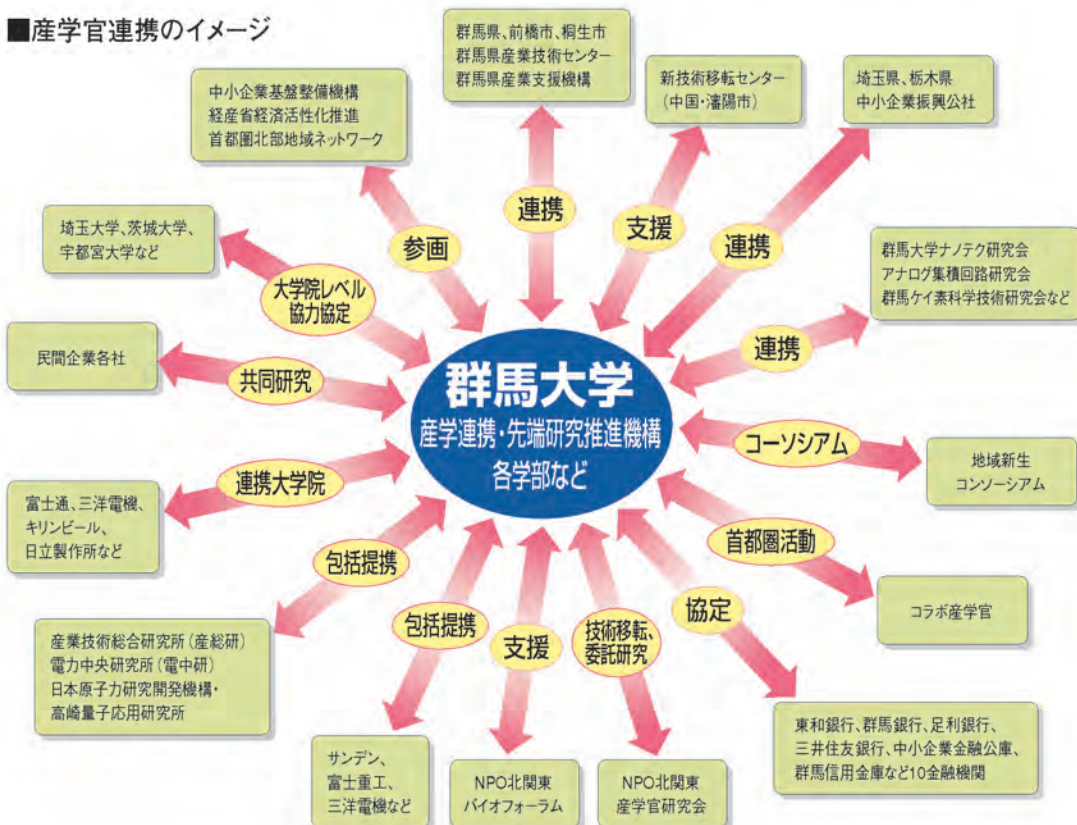 ■産学官連携のイメージ
群馬県、前橋市、桐生市
群馬県産業技術センター
群馬県産業支援機構
新技術移転センター
(中国・瀋陽市)
埼玉県、栃木県
中小企業振興公社
中小企業基盤整備機構
経産省経済活性化推進
首都圏北部地域ネットワーク
連携
支援
連携
参画
埼玉大学、茨城大学、
宇都宮大学など
大学院レベル
協力協定
群馬大学ナノテク研究会
アナログ集積回路研究会
群馬ケイ素科学技術研究会など
連携
民間企業各社
共同研究
群馬大学
産学連携・先端研究推進機構
各学部など
コーソシアム
地域新生
コンソーシアム
連携大学院
富士通、三洋電機、
キリンビール、
日立製作所など
首都圏活動
コラボ産学官
包括提携
産業技術総合研究所(産総研)
電力中央研究所(電中研)
日本原子力研究開発機構・
高崎量子応用研究所
包括提携
支援
技術移転、
委託研究
協定
サンデン、
富士重工、
三洋電機など
NPO北関東
バイオフォーラム
NPO北関東
産学官研究会
東和銀行、群馬銀行、足利銀行、
三井住友銀行、中小企業金融公庫、
群馬信用金庫など10金融機関